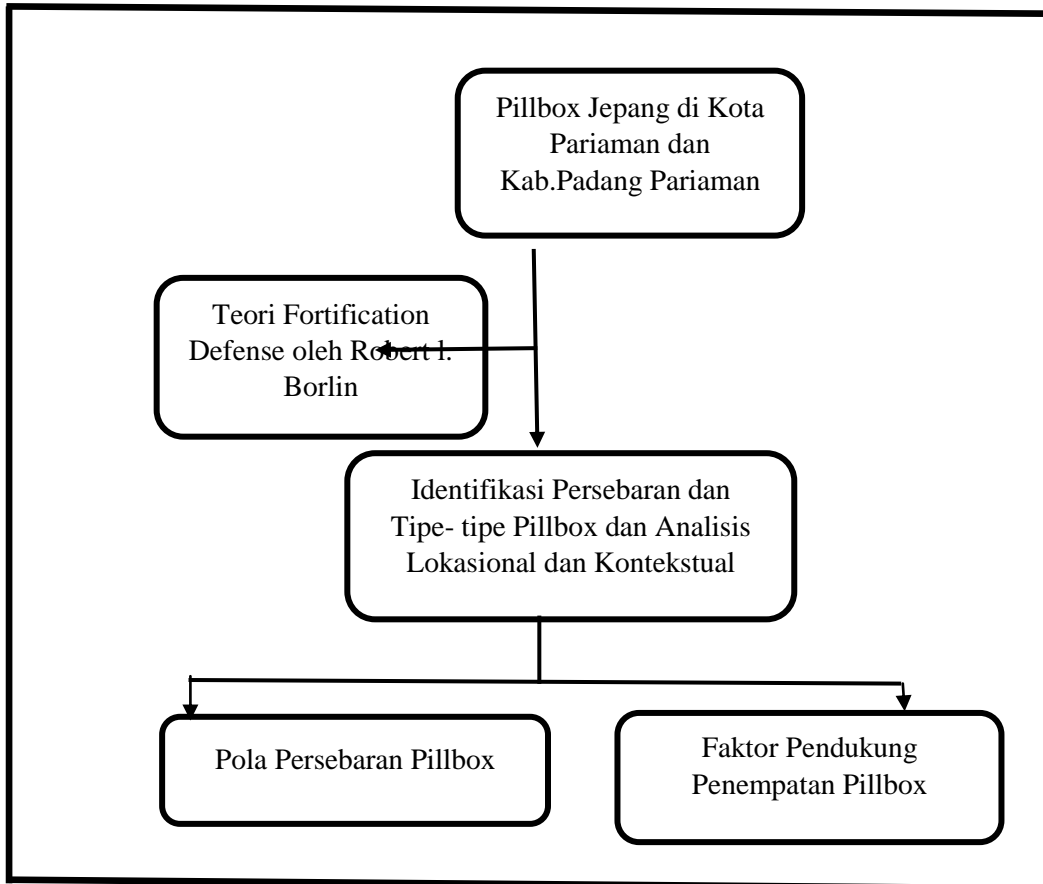 Pillbox Jepang di Kota
Pariaman dan
Kab.Padang Pariaman
Teori Fortification
Defense oleh Robert l.
Borlin
Identifikasi Persebaran dan
Tipe- tipe Pillbox dan Analisis
Lokasional dan Kontekstual
Pola Persebaran Pillbox
Faktor Pendukung
Penempatan Pillbox